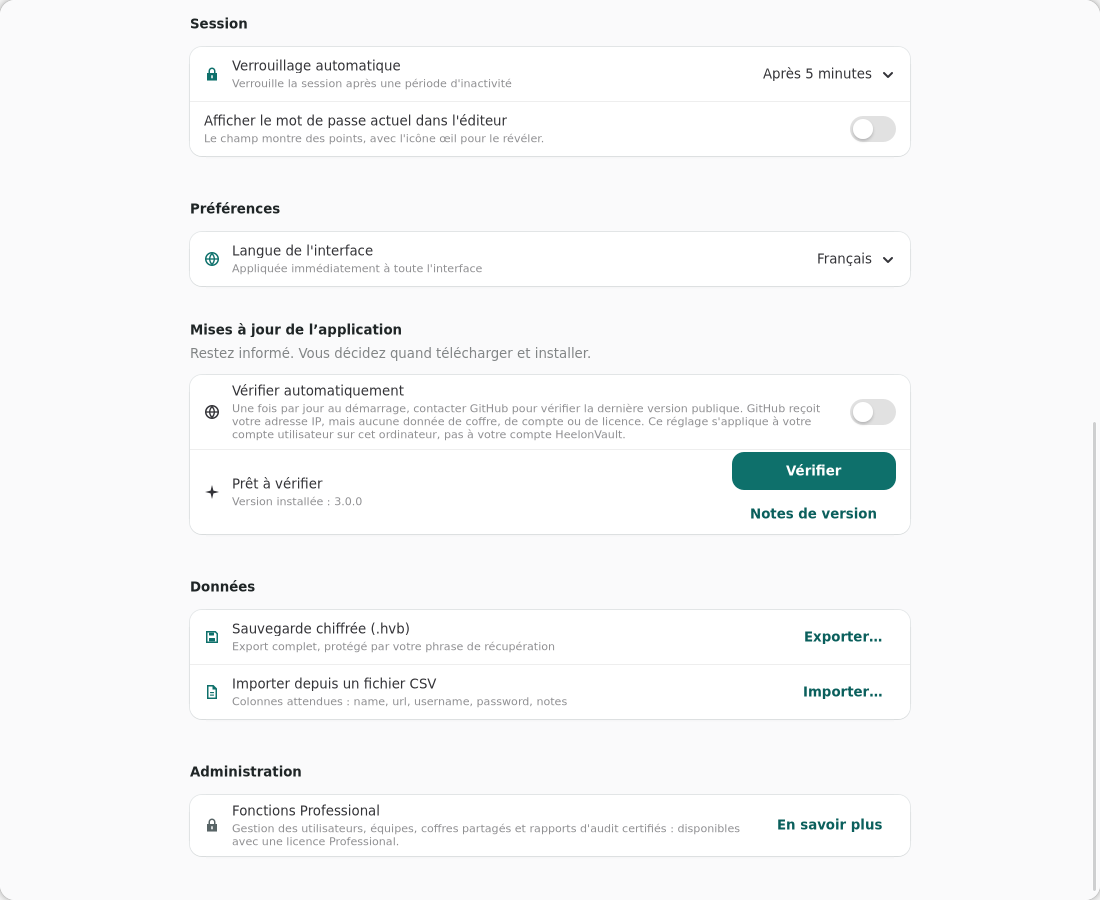 Session
Verrouillage automatique
Verrouille la session après une période d'inactivité
Après 5 minutes
Afficher le mot de passe actuel dans l'éditeur
Le champ montre des points, avec l'icône œil pour le révéler.
Préférences
Langue de l'interface
Appliquée immédiatement à toute l'interface
Français
Mises à jour de l’application
Restez informé. Vous décidez quand télécharger et installer.
Vérifier automatiquement
Une fois par jour au démarrage, contacter GitHub pour vérifier la dernière version publique. GitHub reçoit
votre adresse IP, mais aucune donnée de coffre, de compte ou de licence. Ce réglage s'applique à votre
compte utilisateur sur cet ordinateur, pas à votre compte HeelonVault.
Prêt à vérifier
Version installée : 3.0.0
Vérifier
Notes de version
Données
Sauvegarde chiffrée (.hvb)
Export complet, protégé par votre phrase de récupération
Exporter…
Importer depuis un fichier CSV
Colonnes attendues : name, url, username, password, notes
Importer…
Administration
Fonctions Professional
Gestion des utilisateurs, équipes, coffres partagés et rapports d'audit certifiés : disponibles
avec une licence Professional.
En savoir plus